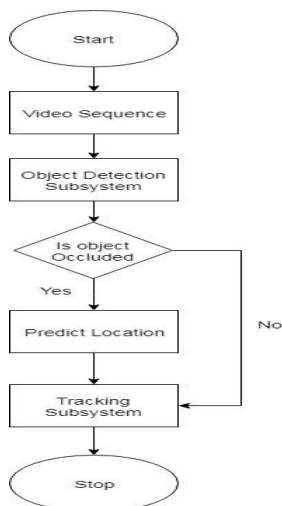 Start
Video Sequence
Object Detection
Subsystem
Is object
Occluded
Yes
No
Predict Location
Tracking
Subsystem
Stop